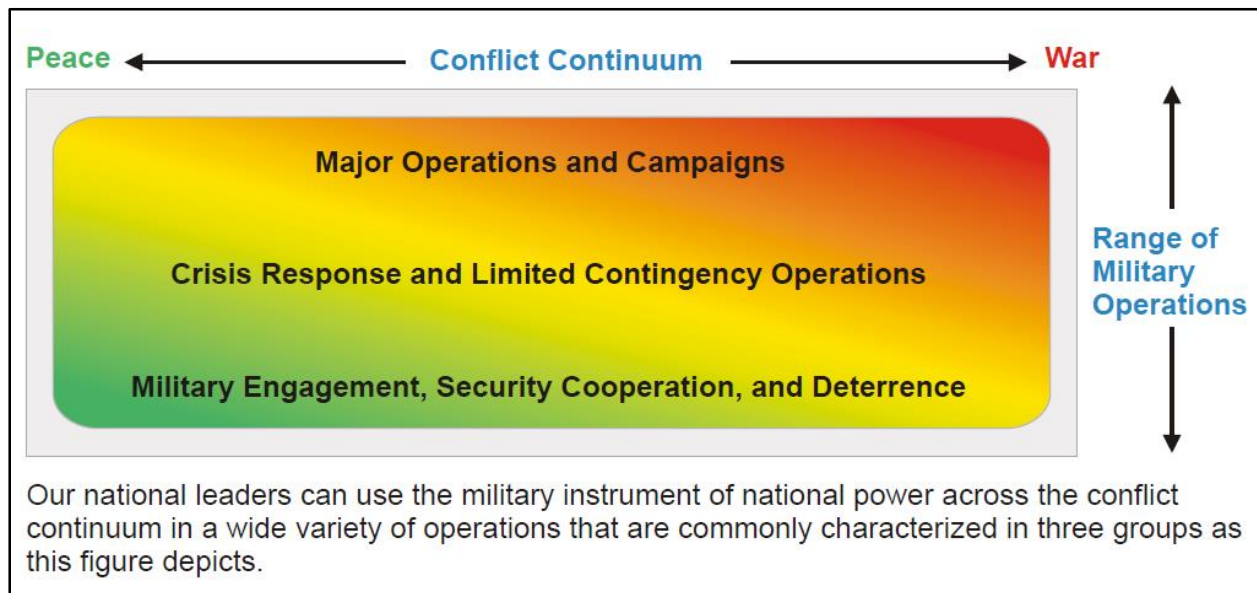 Peace Conflict Continuum War
Major Operations and Campaigns
Crisis Response and Limited Contingency Operations
Military Engagement, Security Cooperation, and Deterrence
Range of
Military
Operations
Our national leaders can use the military instrument of national power across the conflict
continuum in a wide variety of operations that are commonly characterized in three groups as
this figure depicts.